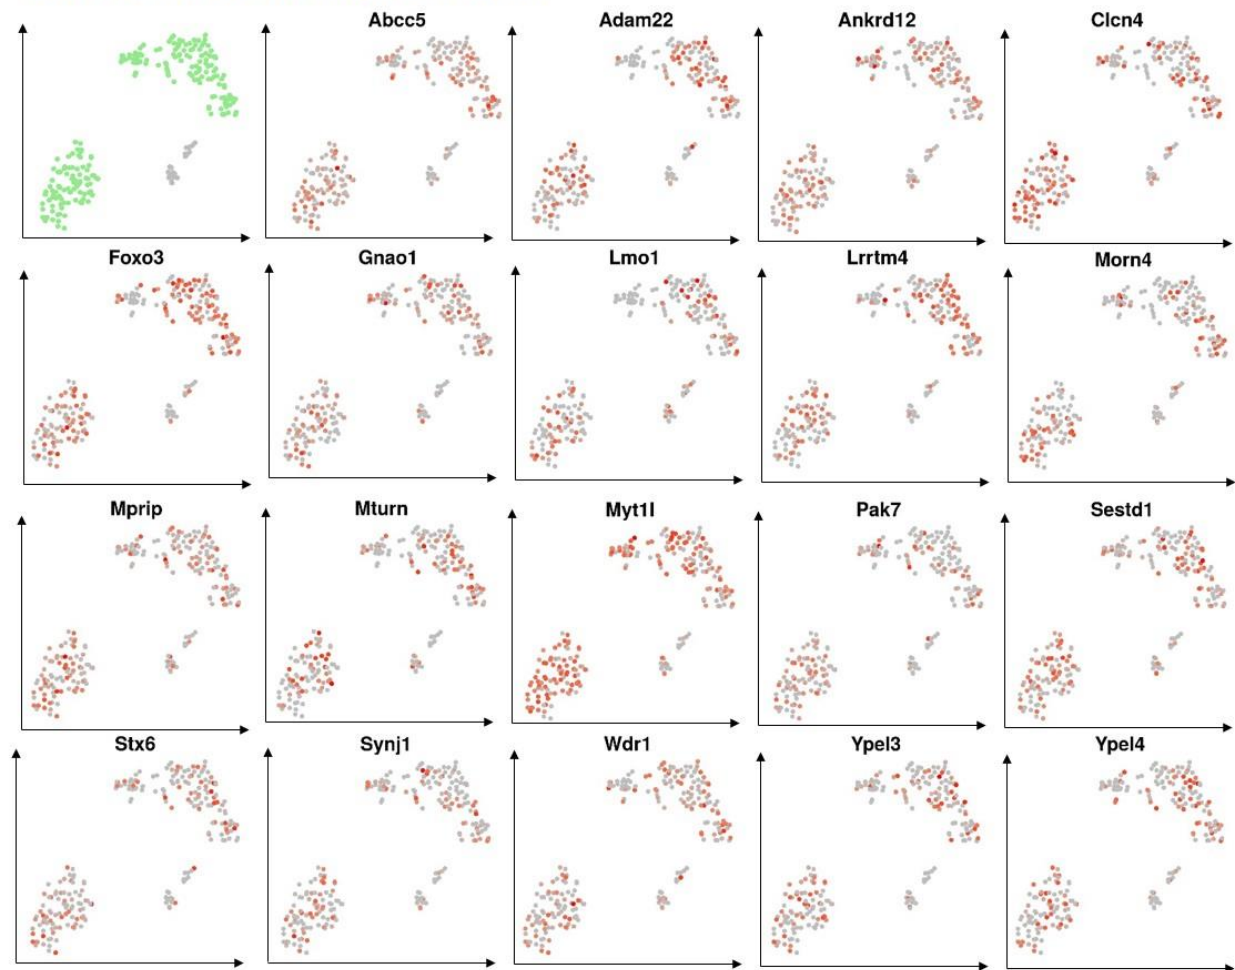 Abcc5 Adam22 Ankrd12 Clcn4
Foxo3 Gnao1 Lmo1 Lrrtm4 Morn4
Mprip Mturn Myt1l Pak7 Sestd1
Stx6 Synj1 Wdr1 Ypel3 Ypel4